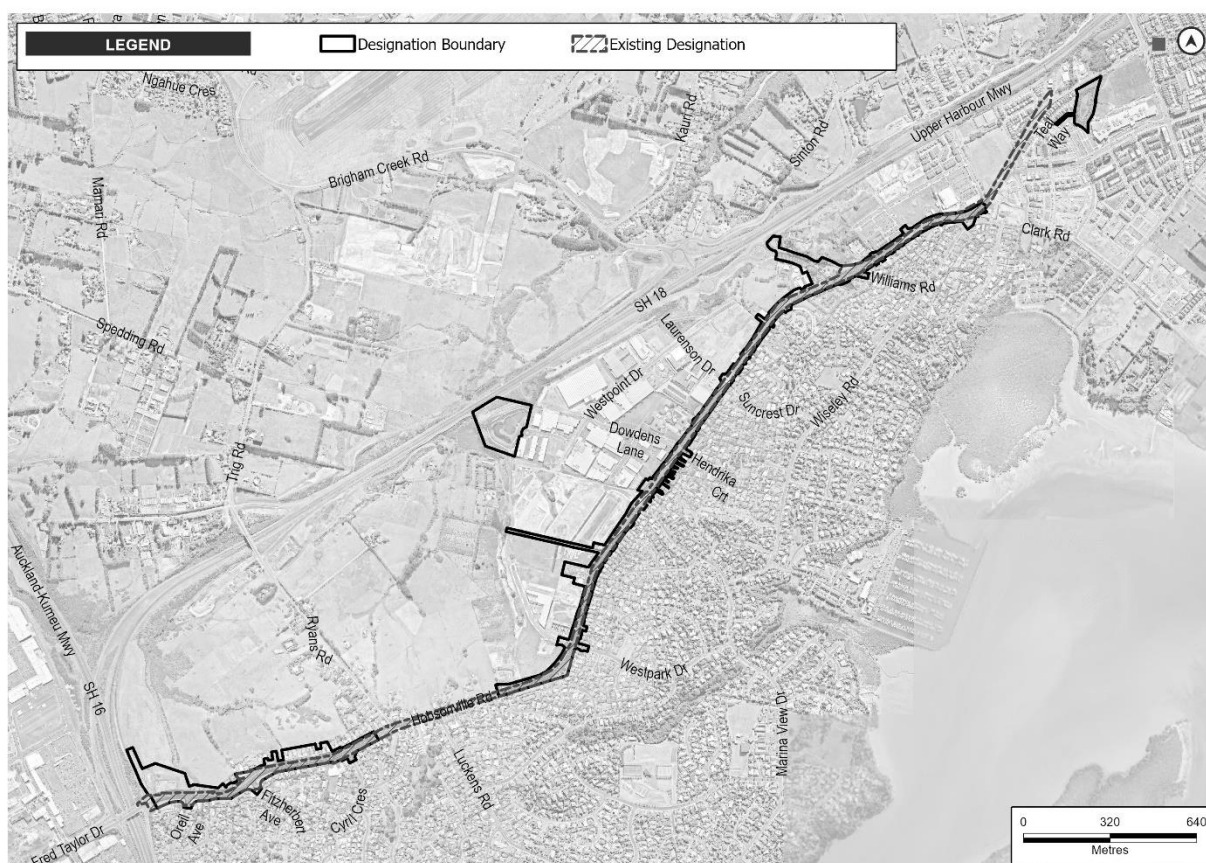 LEGEND
Designation Boundary
Existing Designation
Ngahue Cres
Rd
Kauri Rd
Upper Harbour Mwy
Teal
Way
Sinton Rd
Brigham Creek Rd
Mamari Rd
Clark Rd
Williams Rd
SH 18
Spedding Rd
Laurenson Dr
Westpoint Dr
Suncrest Dr
Wiseley Rd
Dowdens
Lane
Hendrika
Crt
Trig Rd
Auckland-Kumeu Mwy
Ryans Rd
Westpark Dr
SH 16
Hobsonville Rd
Marina View Dr
Luckens Rd
Fitzherbert
Ave
Cyril Cres
Oreil
Ave
Fred Taylor Dr
0 320 640
Metres